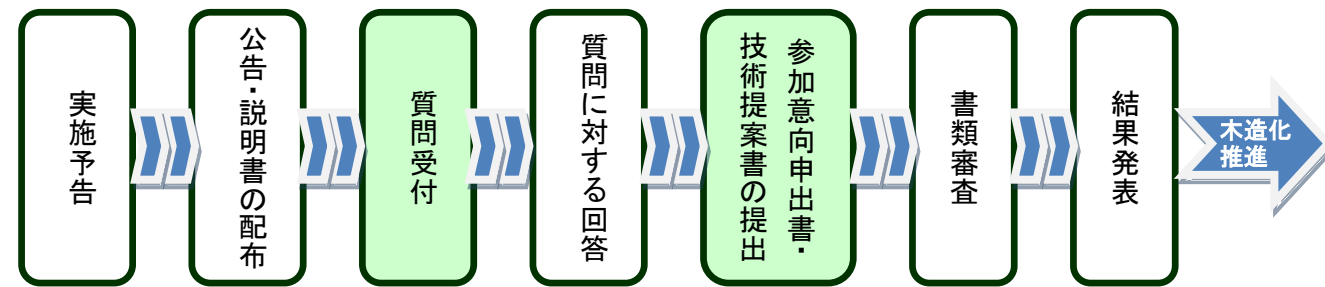 実施予告
公告・説明書の配布
質問受付
質問に対する回答
参加意向申出書・
技術提案書の提出
書類審査
結果発表
木造化
推進